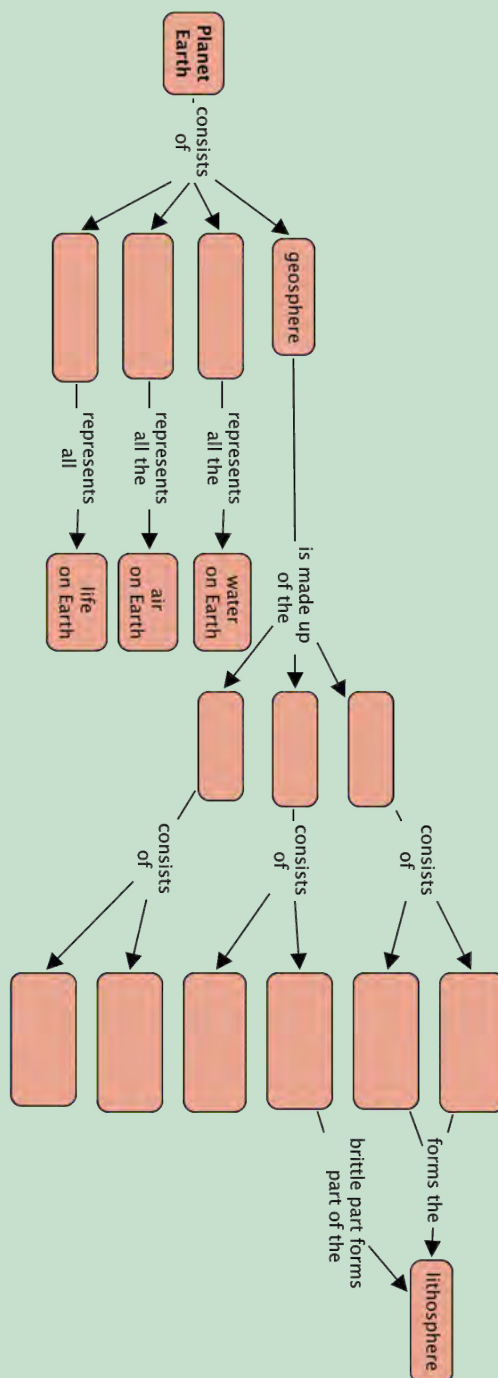 Planet
Earth
consists
of
geosphere
represents
all the
represents
all the
represents
all
water
on Earth
air
on Earth
life
on Earth
is made up
of the
consists
of
consists
of
consists
of
forms the
brittle part forms
part of the
lithosphere